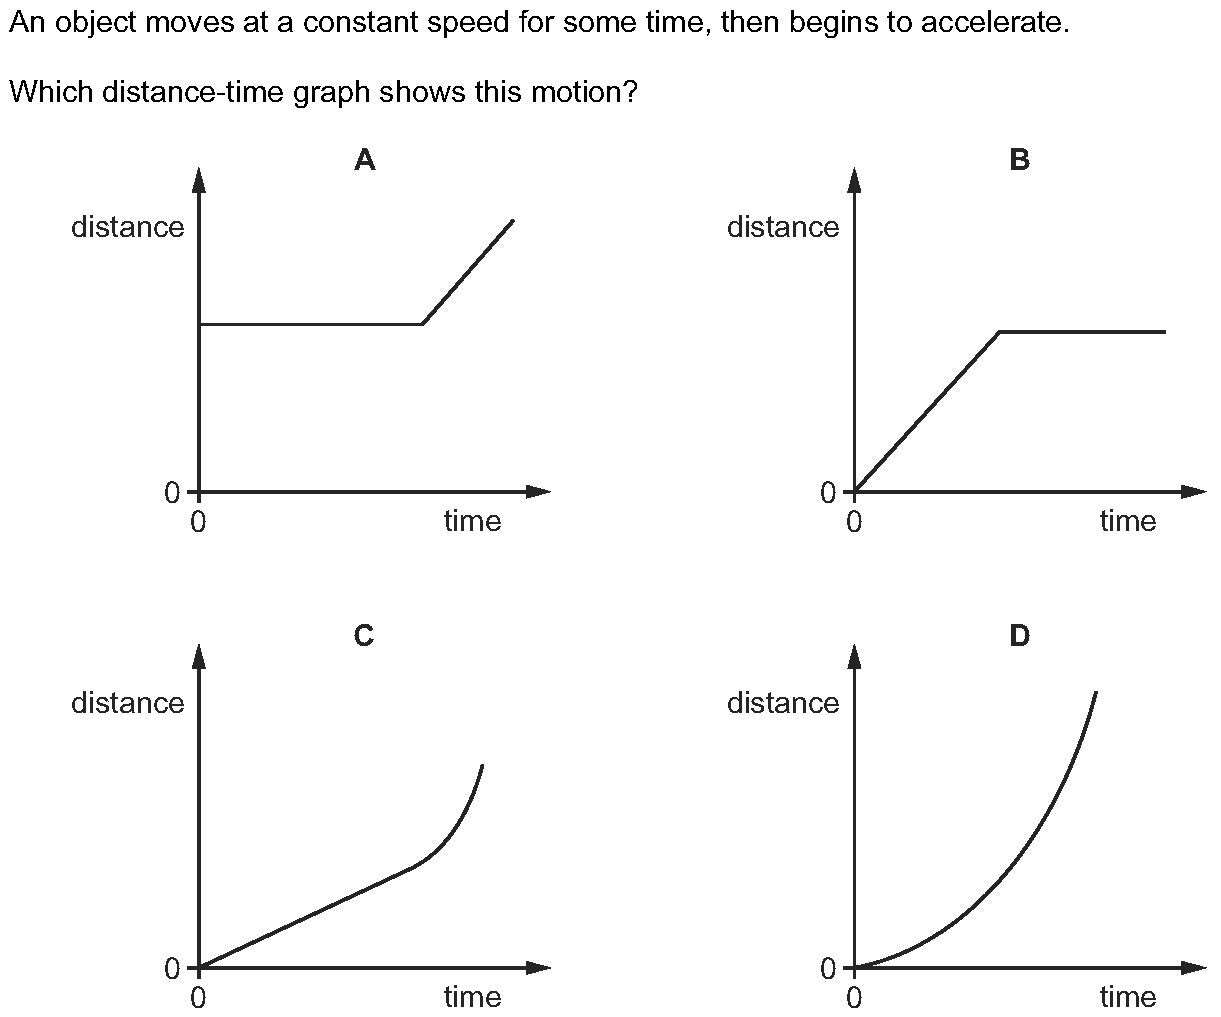 An object moves at a constant speed for some time, then begins to accelerate.
Which distance-time graph shows this motion?
A
distance
0
0
time
B
distance
0
0
time
C
distance
0
0
time
D
distance
0
0
time